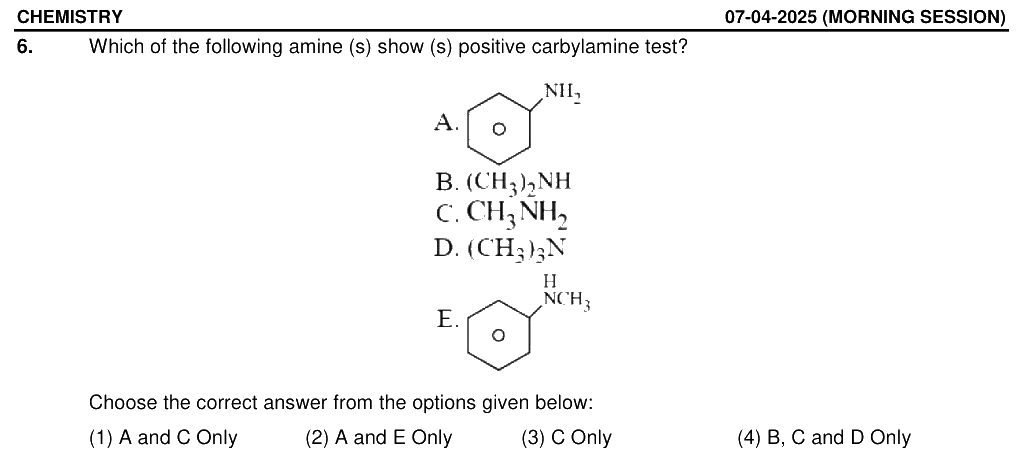 CHEMISTRY 07-04-2025 (MORNING SESSION)
6. Which of the following amine (s) show (s) positive carbylamine test?
NH₂
A.
B. (CH₃)₂NH
C. CH₃NH₂
D. (CH₃)₃N
H
NCH₃
E.
Choose the correct answer from the options given below:
(1) A and C Only (2) A and E Only (3) C Only (4) B, C and D Only